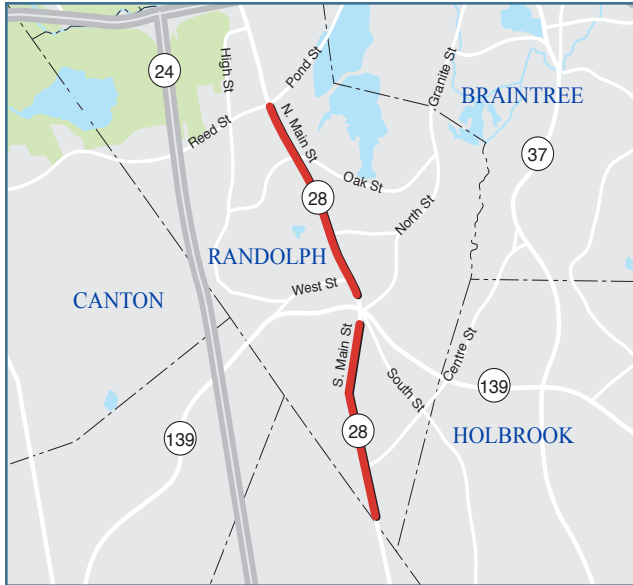 High St
Pond St
24
Granite St
BRAINTREE
Reed St
N. Main St
37
Oak St
28
North St
RANDOLPH
West St
CANTON
S. Main St
Centre St
South St
139
28
139
HOLBROOK